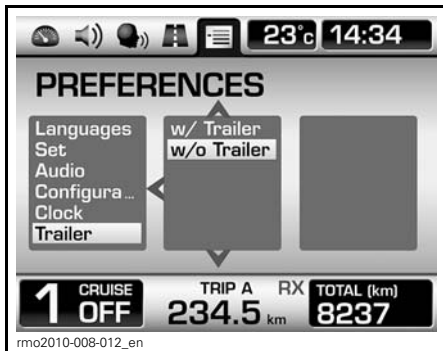 23°c 14:34
PREFERENCES
Languages
Set
Audio
Configura...
Clock
Trailer
w/ Trailer
w/o Trailer
1 CRUISE OFF
TRIP A
234.5 km
RX
TOTAL (km)
8237
rmo2010-008-012_en